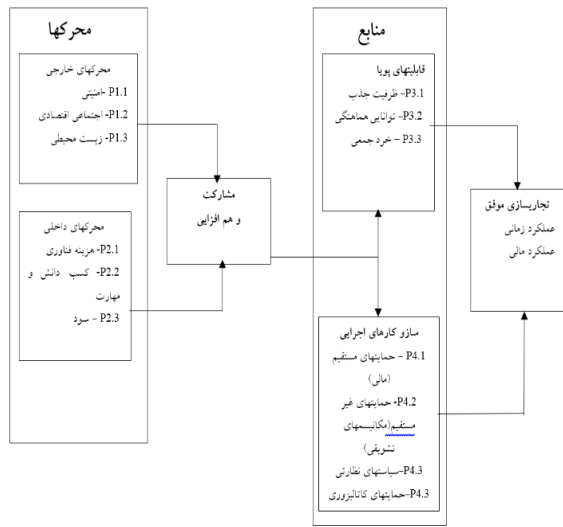 محرکها
محرکهای خارجی
P1.1 -امنیتی
P1.2- اجتماعی اقتصادی
P1.3- زیست محیطی
محرکهای داخلی
P2.1- هزینه فناوری
P2.2- کسب دانش و
مهارت
P2.3 – سود
مشارکت
و هم افزایی
منابع
قابلیتهای پویا
P3.1– ظرفیت جذب
P3.2– توانایی هماهنگی
P3.3 – خرد جمعی
سازو کارهای اجرایی
P4.1 – حمایتهای مستقیم
(مالی)
P4.2- حمایتهای غیر
مستقیم(مکانیسمهای
تشویقی)
P4.3–سیاستهای نظارتی
P4.3-حمایتهای کاتالیزوری
تجاریسازی موفق
عملکرد زمانی
عملکرد مالی